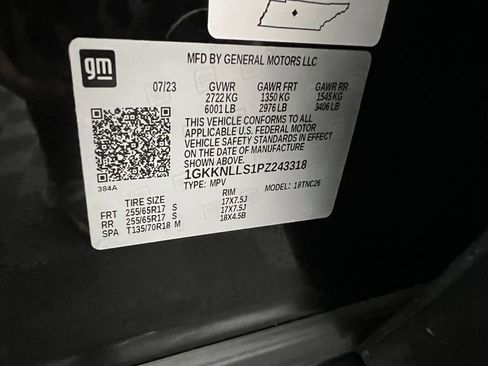 gm
MFD BY GENERAL MOTORS LLC
07/23 GVWR GAWR FRT GAWR RR
2722 KG 1350 KG 1545 KG
6001 LB 2976 LB 3406 LB
THIS VEHICLE CONFORMS TO ALL
APPLICABLE U.S. FEDERAL MOTOR
VEHICLE SAFETY STANDARDS IN EFFECT
ON THE DATE OF MANUFACTURE
SHOWN ABOVE.
1GKKNLLS1PZ243318
TYPE: MPV MODEL: 18TNC26
384A
TIRE SIZE RIM
FRT 255/65R17 S 17X7.5J
RR 255/65R17 S 17X7.5J
SPA T135/70R18 M 18X4.5B